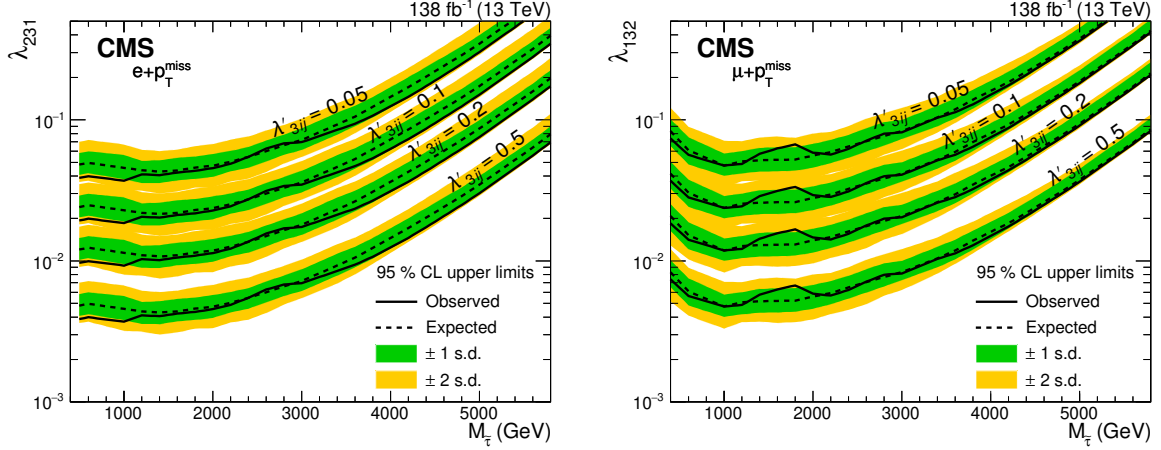 138 fb⁻¹ (13 TeV)
λ₂₃₁
CMS
e+p_T^miss
10⁻¹
10⁻²
10⁻³
λ'₃ᵢⱼ = 0.05
λ'₃ᵢⱼ = 0.1
λ'₃ᵢⱼ = 0.2
λ'₃ᵢⱼ = 0.5
95 % CL upper limits
Observed
Expected
± 1 s.d.
± 2 s.d.
1000 2000 3000 4000 5000
M_τ̃ (GeV)
138 fb⁻¹ (13 TeV)
λ₁₃₂
CMS
μ+p_T^miss
10⁻¹
10⁻²
10⁻³
λ'₃ᵢⱼ = 0.05
λ'₃ᵢⱼ = 0.1
λ'₃ᵢⱼ = 0.2
λ'₃ᵢⱼ = 0.5
95 % CL upper limits
Observed
Expected
± 1 s.d.
± 2 s.d.
1000 2000 3000 4000 5000
M_τ̃ (GeV)